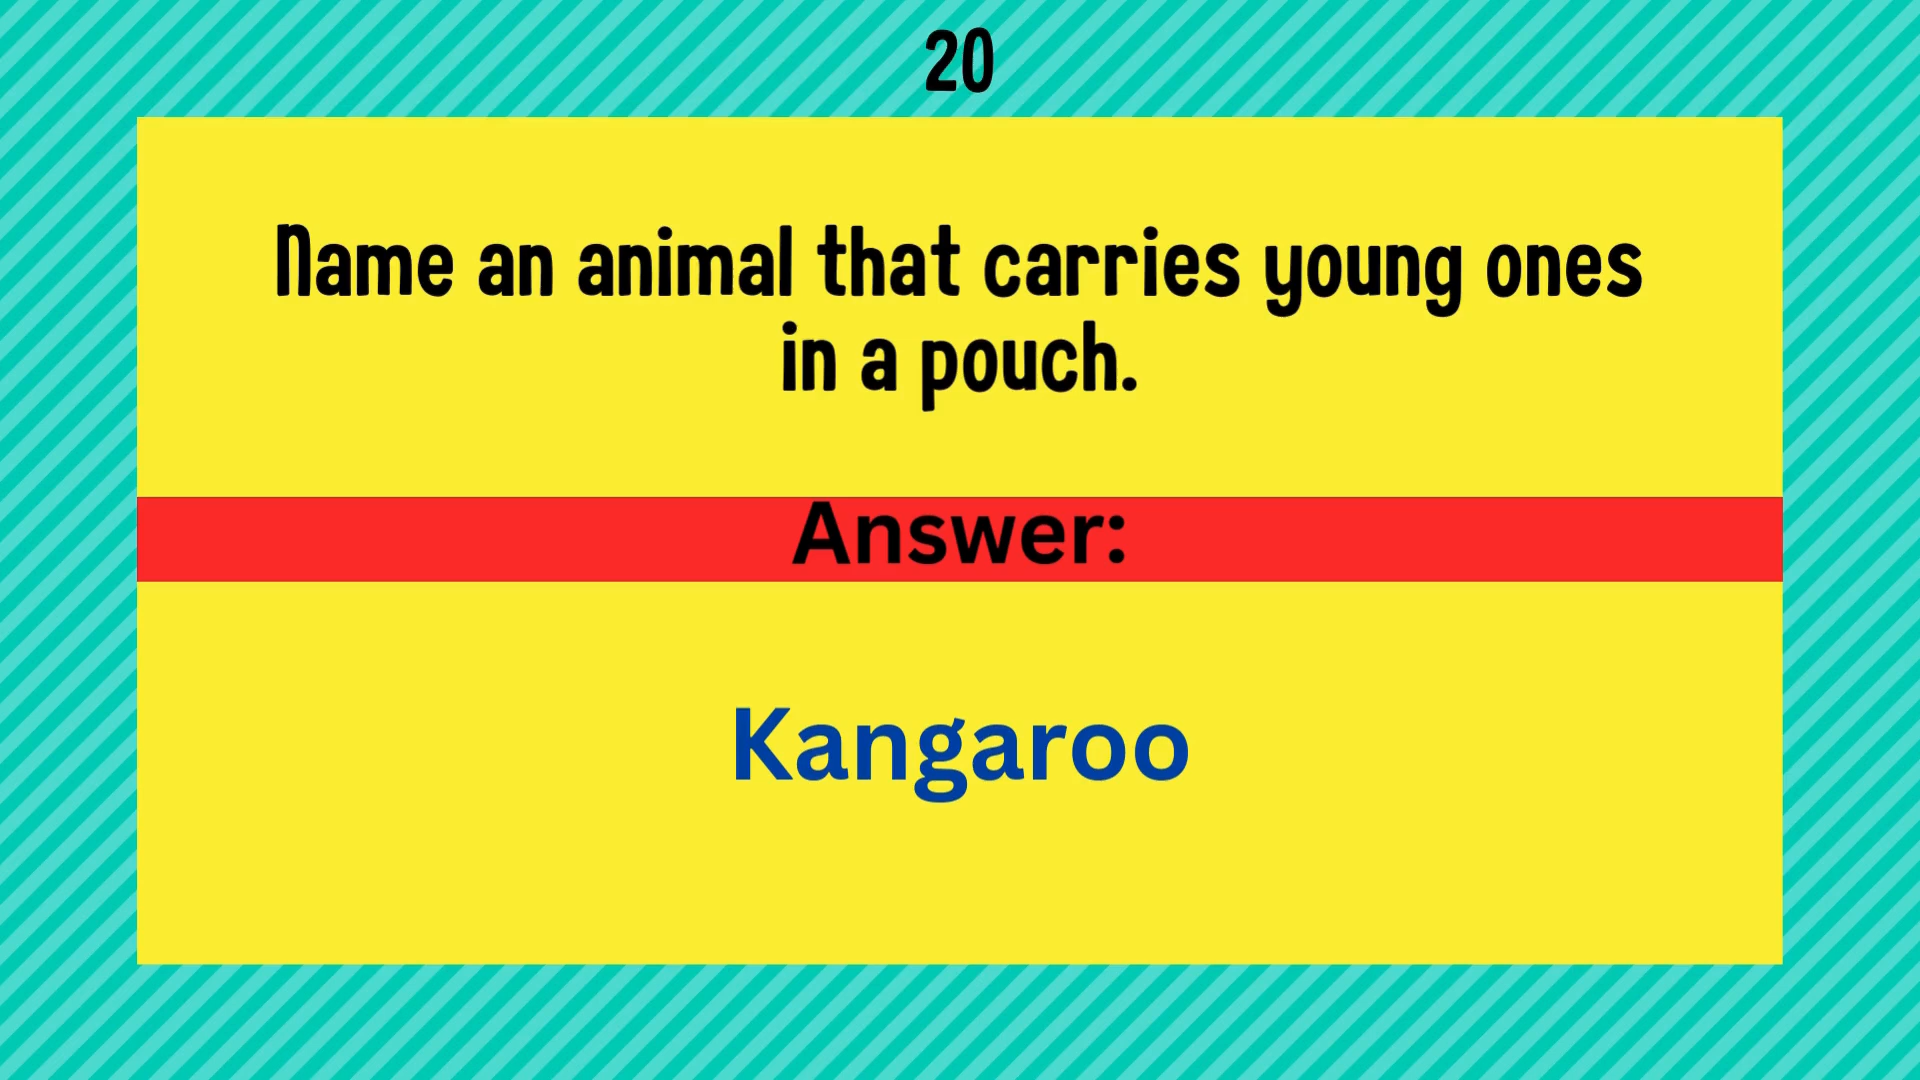 20
Name an animal that carries young ones
in a pouch.
Answer:
Kangaroo